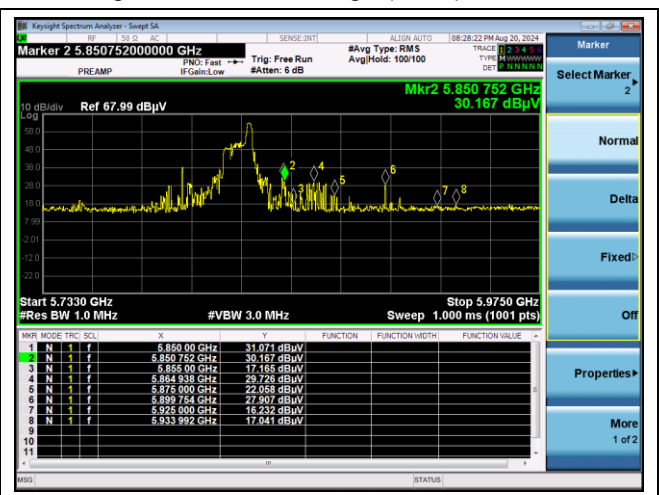 Keysight Spectrum Analyzer - Swept SA
RF 50 Ω AC SENSE:INT ALIGN AUTO 08:28:22 PM Aug 20, 2024
Marker 2 5.850752000000 GHz
PREAMP
PNO: Fast
IFGain:Low
Trig: Free Run
#Atten: 6 dB
#Avg Type: RMS
Avg|Hold: 100/100
TRACE 1 2 3 4 5 6
TYPE M WWWWW
DET P N N N N N
Mkr2 5.850 752 GHz
30.167 dBµV
10 dB/div Ref 67.99 dBµV
Log
58.0
48.0
38.0
28.0
18.0
7.99
-2.01
-12.0
-22.0
2
3
4
5
6
7
8
Start 5.7330 GHz Stop 5.9750 GHz
#Res BW 1.0 MHz #VBW 3.0 MHz Sweep 1.000 ms (1001 pts)
MKR MODE TRC SCL X Y FUNCTION FUNCTION WIDTH FUNCTION VALUE
1 N 1 f 5.850 00 GHz 31.071 dBµV
2 N 1 f 5.850 752 GHz 30.167 dBµV
3 N 1 f 5.855 00 GHz 17.165 dBµV
4 N 1 f 5.864 938 GHz 29.726 dBµV
5 N 1 f 5.875 000 GHz 22.058 dBµV
6 N 1 f 5.899 754 GHz 27.907 dBµV
7 N 1 f 5.925 000 GHz 16.232 dBµV
8 N 1 f 5.933 992 GHz 17.041 dBµV
9
10
11
MSG STATUS
Marker
Select Marker
2
Normal
Delta
Fixed
Off
Properties
More
1 of 2